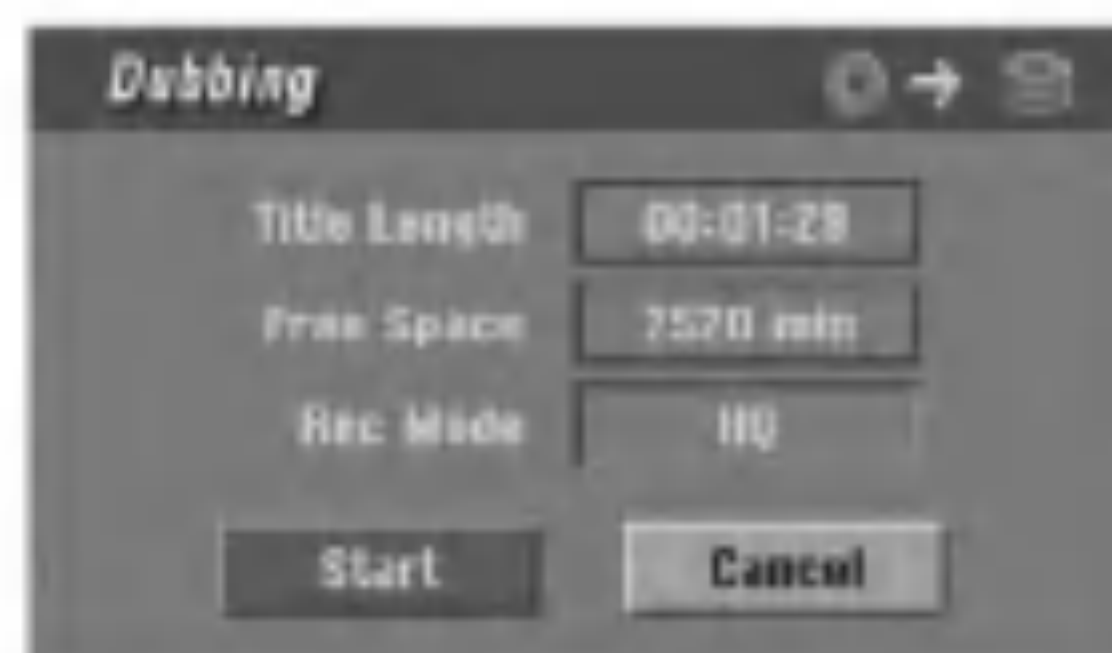 Dubbing
Title Length 00:01:28
Free Space 2520 min
Rec Mode HQ
Start Cancel